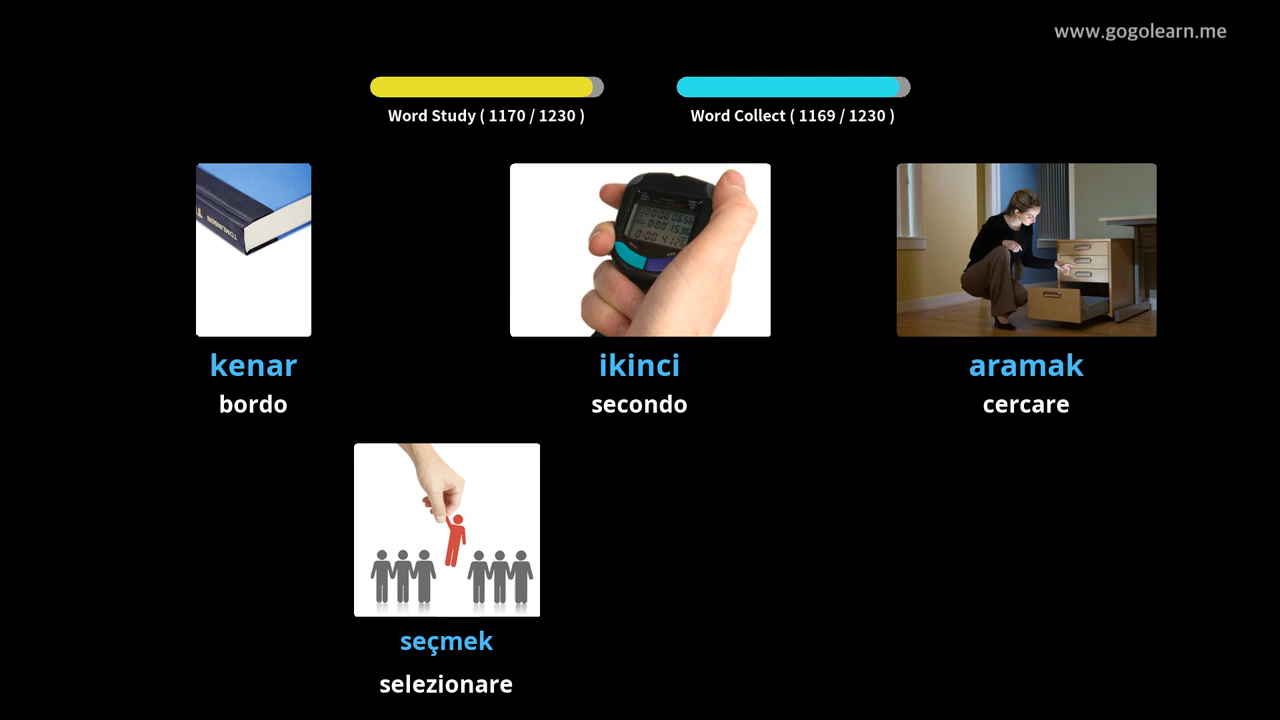 www.gogolearn.me
Word Study ( 1170 / 1230 )
Word Collect ( 1169 / 1230 )
TOMLINSON
kenar
ikinci
aramak
bordo
secondo
cercare
seçmek
selezionare